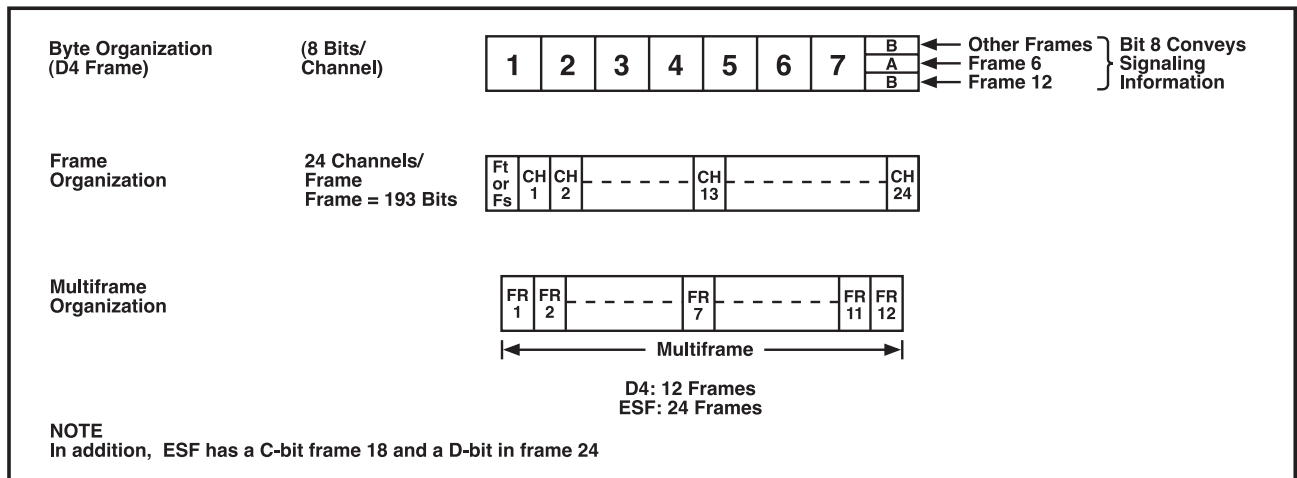 Byte Organization (8 Bits/
(D4 Frame) Channel)
1 2 3 4 5 6 7
B Other Frames
A Frame 6
B Frame 12
Bit 8 Conveys
Signaling
Information
Frame
Organization
24 Channels/
Frame
Frame = 193 Bits
Ft
or
Fs
CH
1
CH
2
CH
13
CH
24
Multiframe
Organization
FR
1
FR
2
FR
7
FR
11
FR
12
Multiframe
D4: 12 Frames
ESF: 24 Frames
NOTE
In addition, ESF has a C-bit frame 18 and a D-bit in frame 24